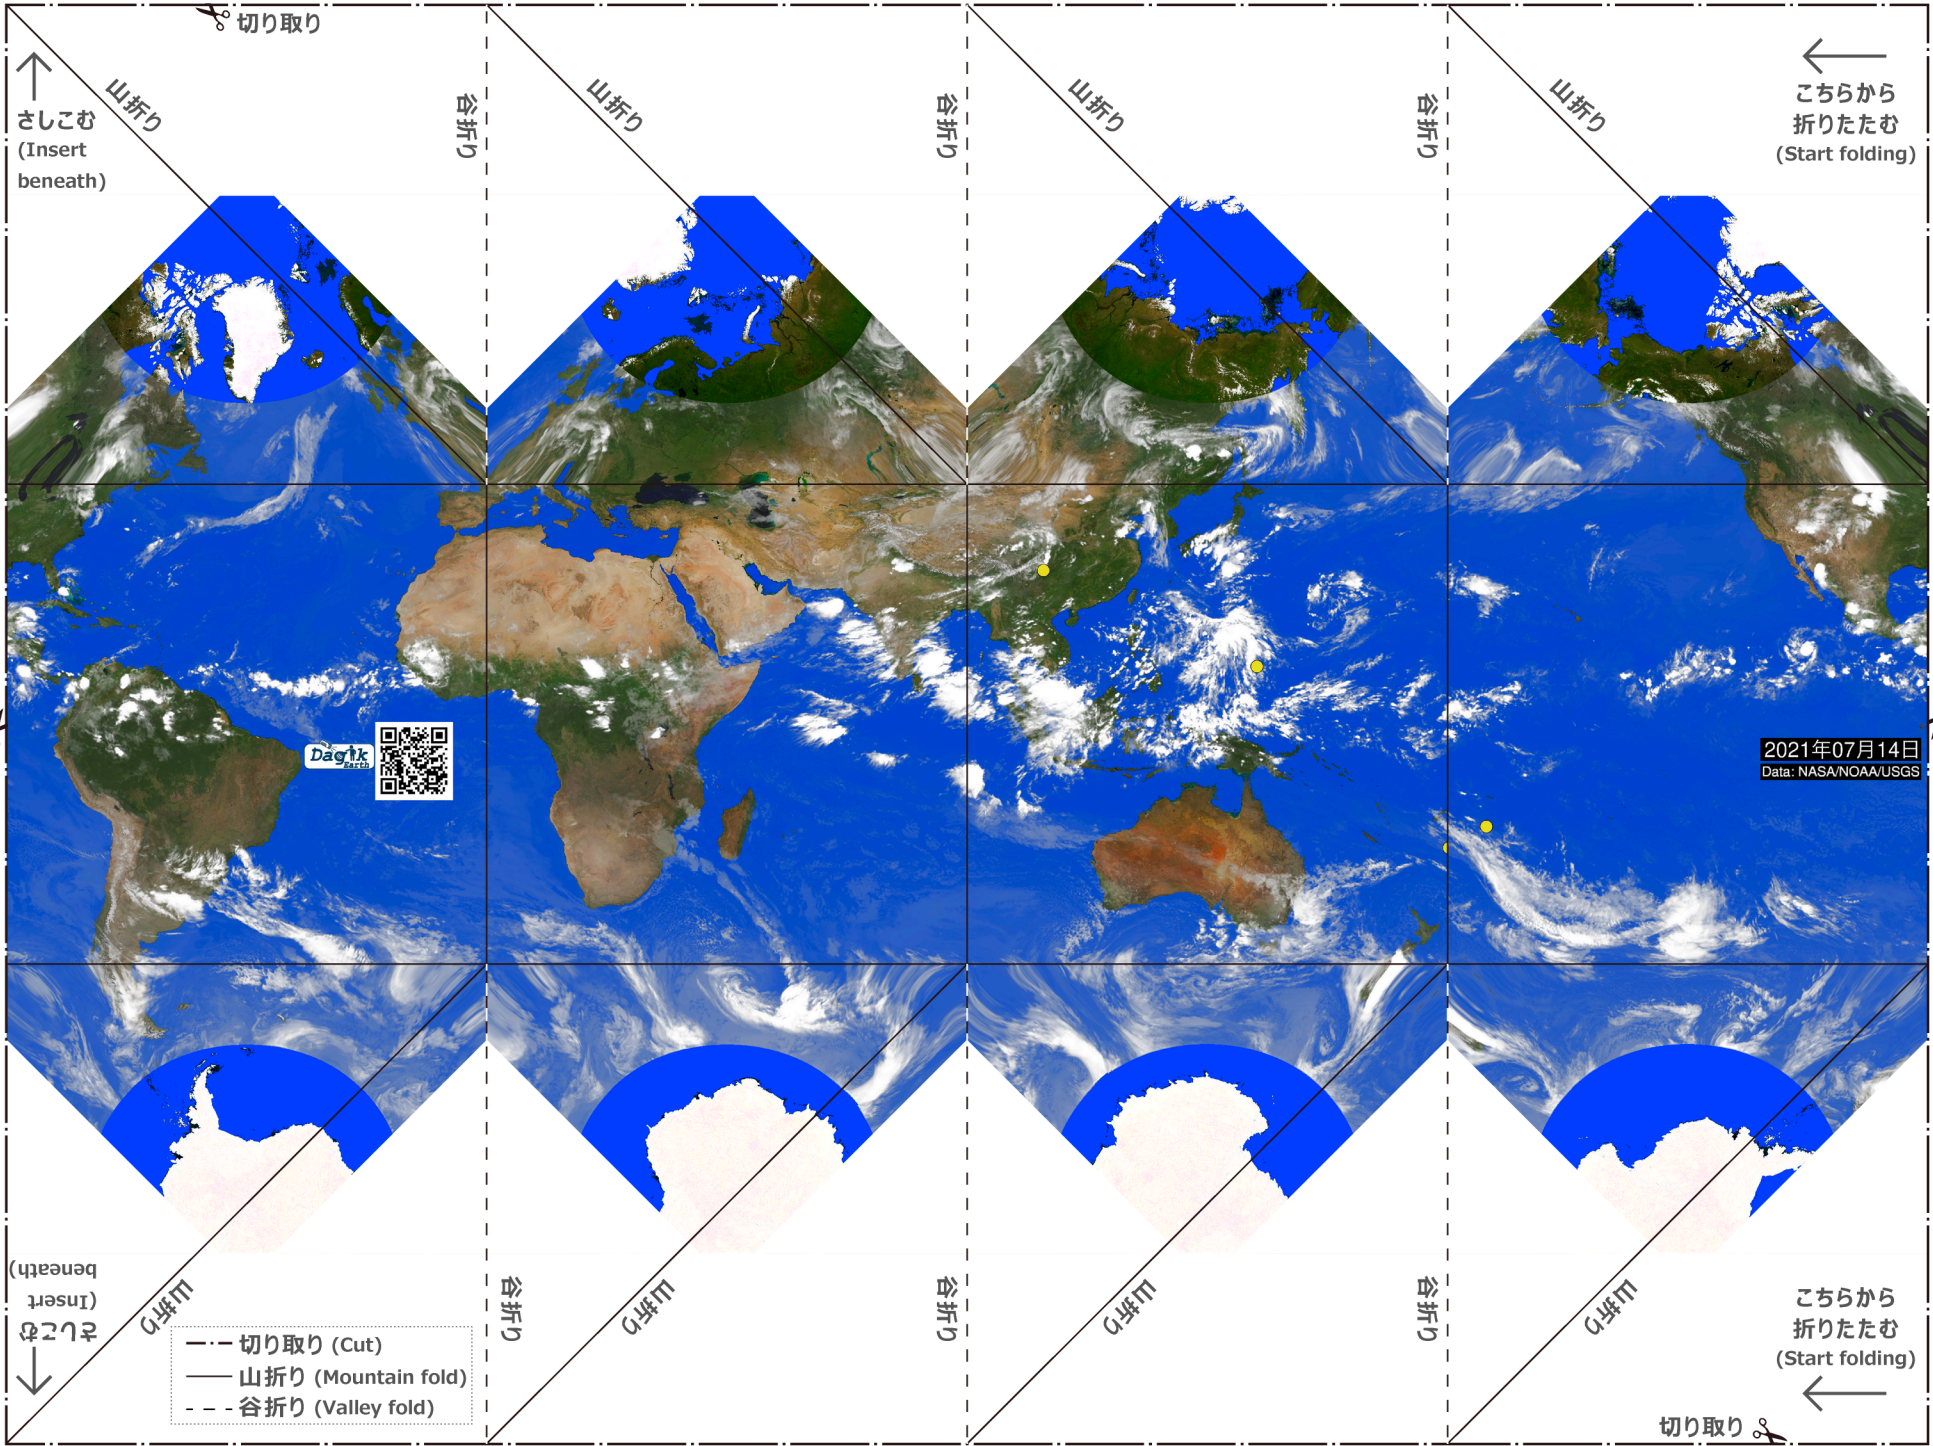 切り取り
山折り
谷折り
山折り
谷折り
山折り
谷折り
山折り
さしこむ
(Insert
beneath)
こちらから
折りたたむ
(Start folding)
Dagik
Earth
2021年07月14日
Data: NASA/NOAA/USGS
さしこむ
(Insert
beneath)
山折り
谷折り
山折り
谷折り
山折り
谷折り
山折り
こちらから
折りたたむ
(Start folding)
切り取り (Cut)
山折り (Mountain fold)
谷折り (Valley fold)
切り取り